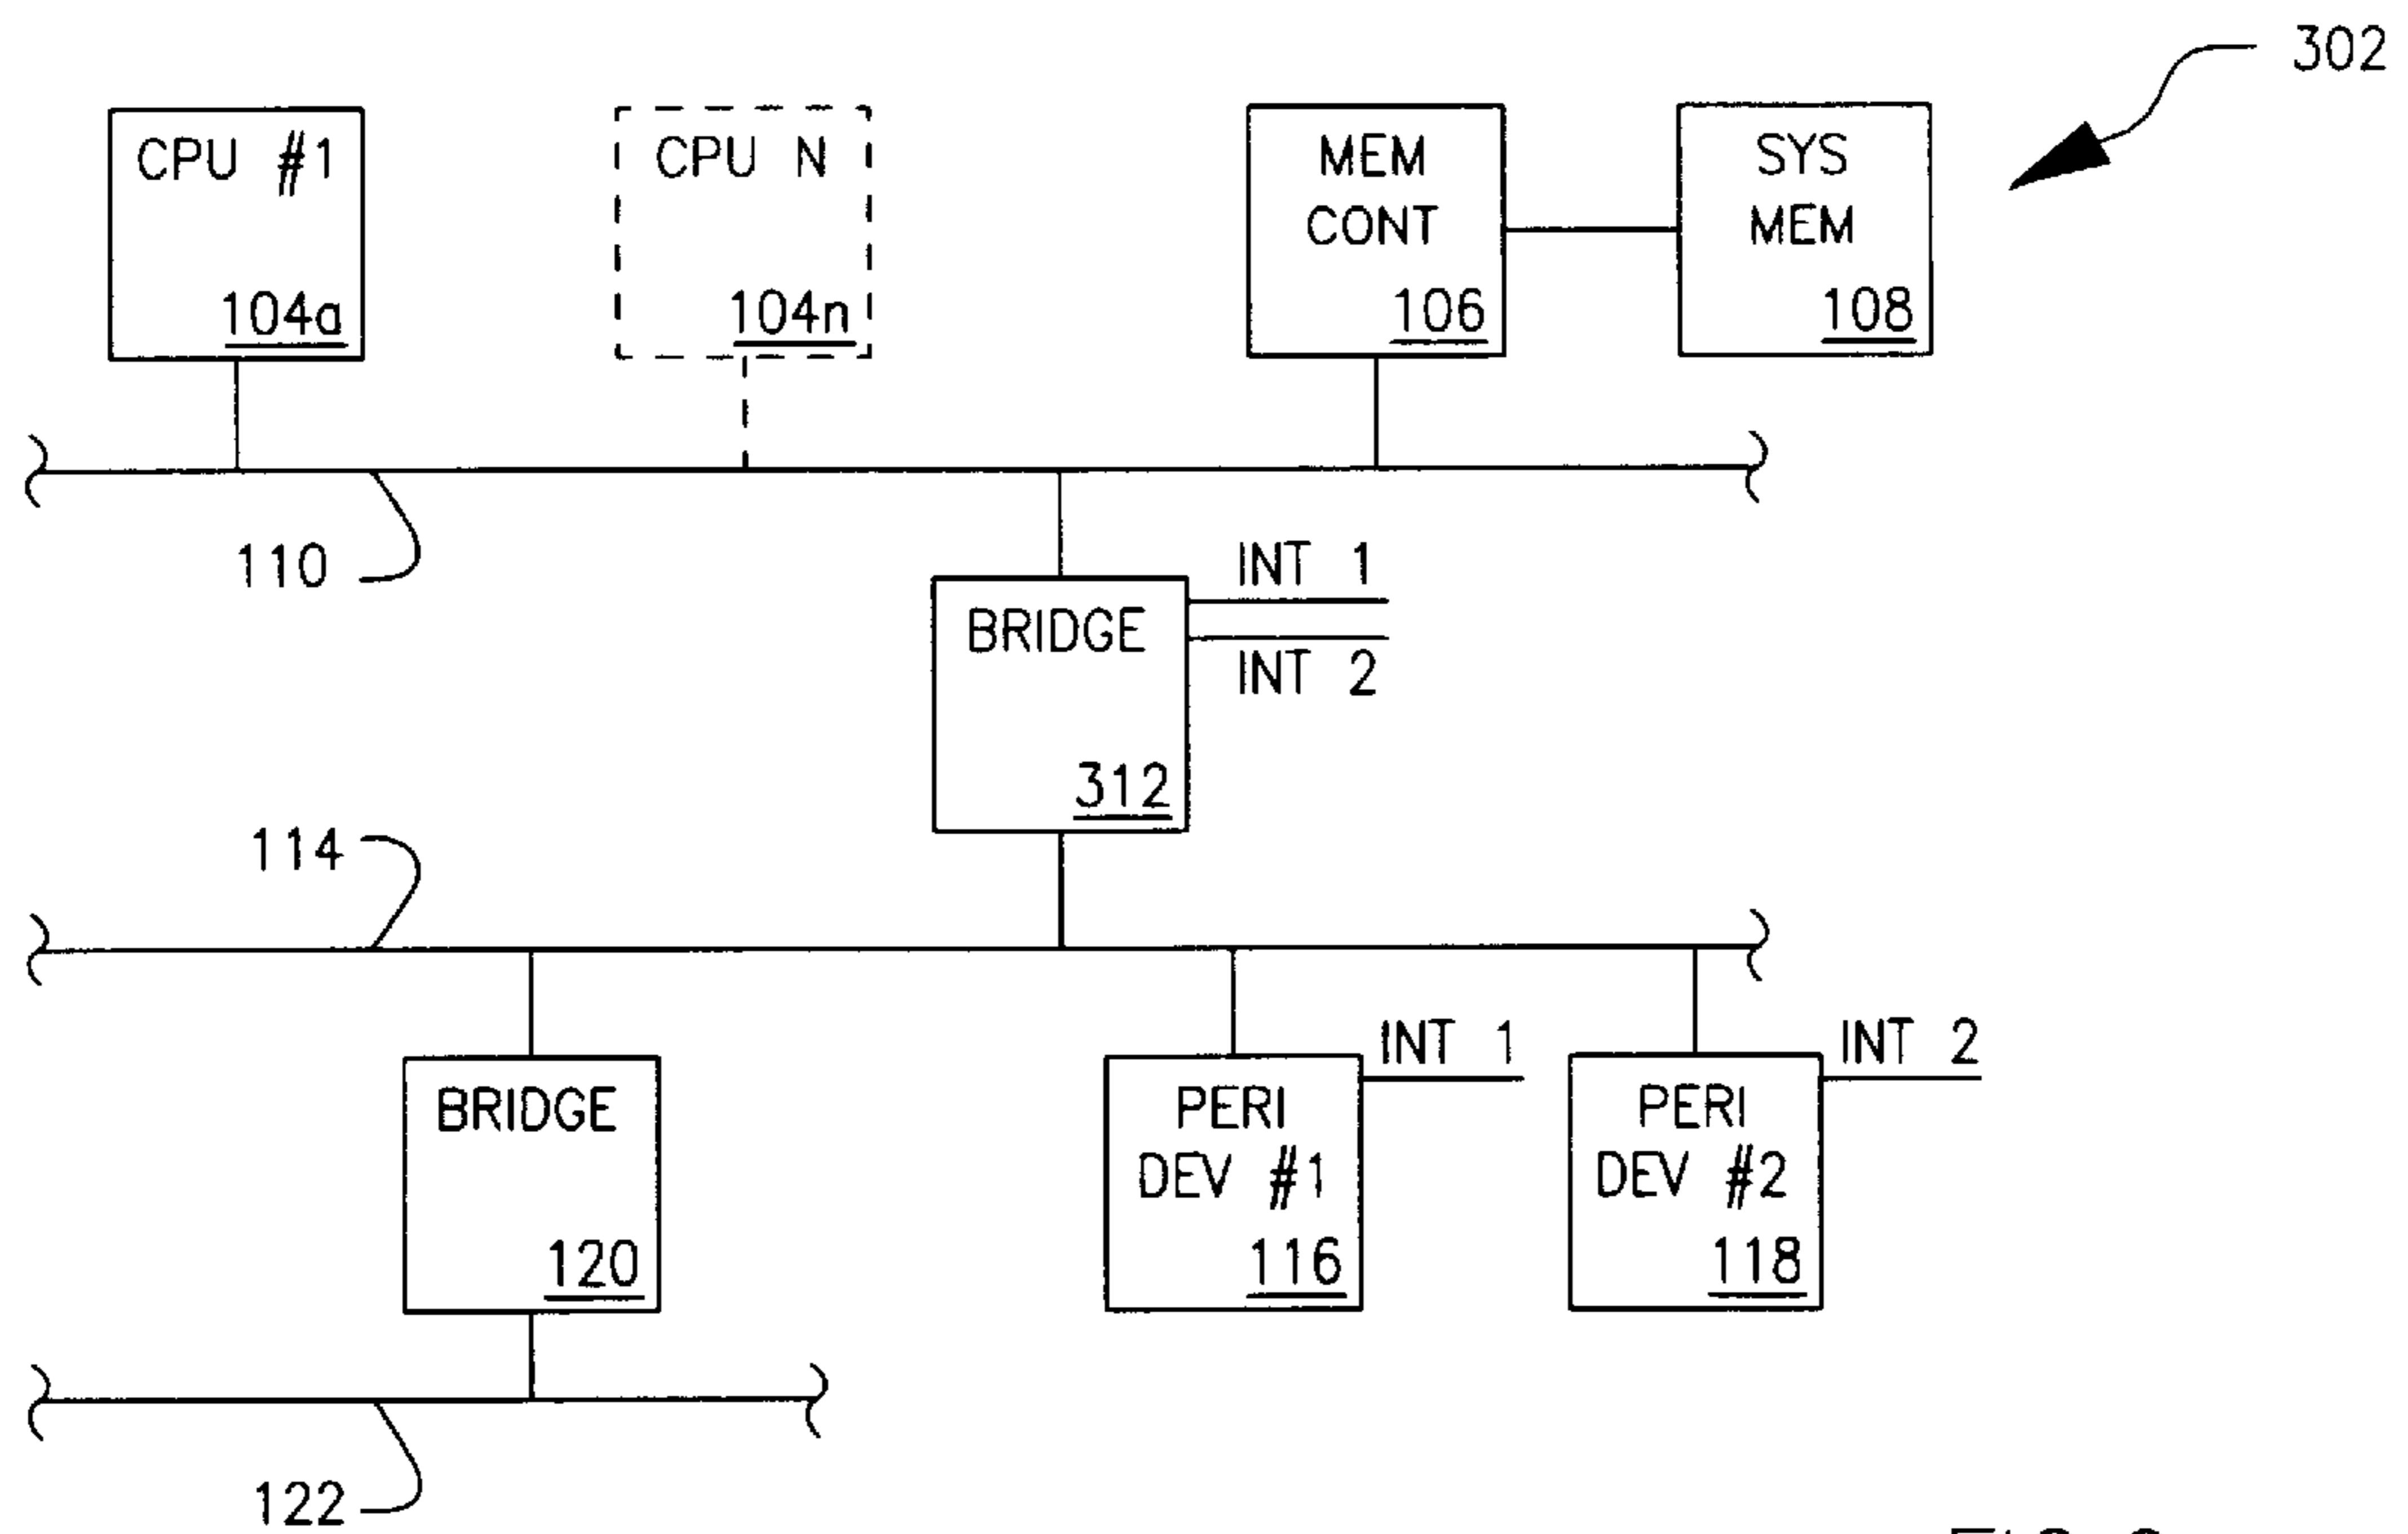 302
CPU #1
104a
CPU N
104n
MEM
CONT
106
SYS
MEM
108
110
INT 1
BRIDGE
INT 2
312
114
BRIDGE
120
PERI
DEV #1
116
INT 1
PERI
DEV #2
118
INT 2
122